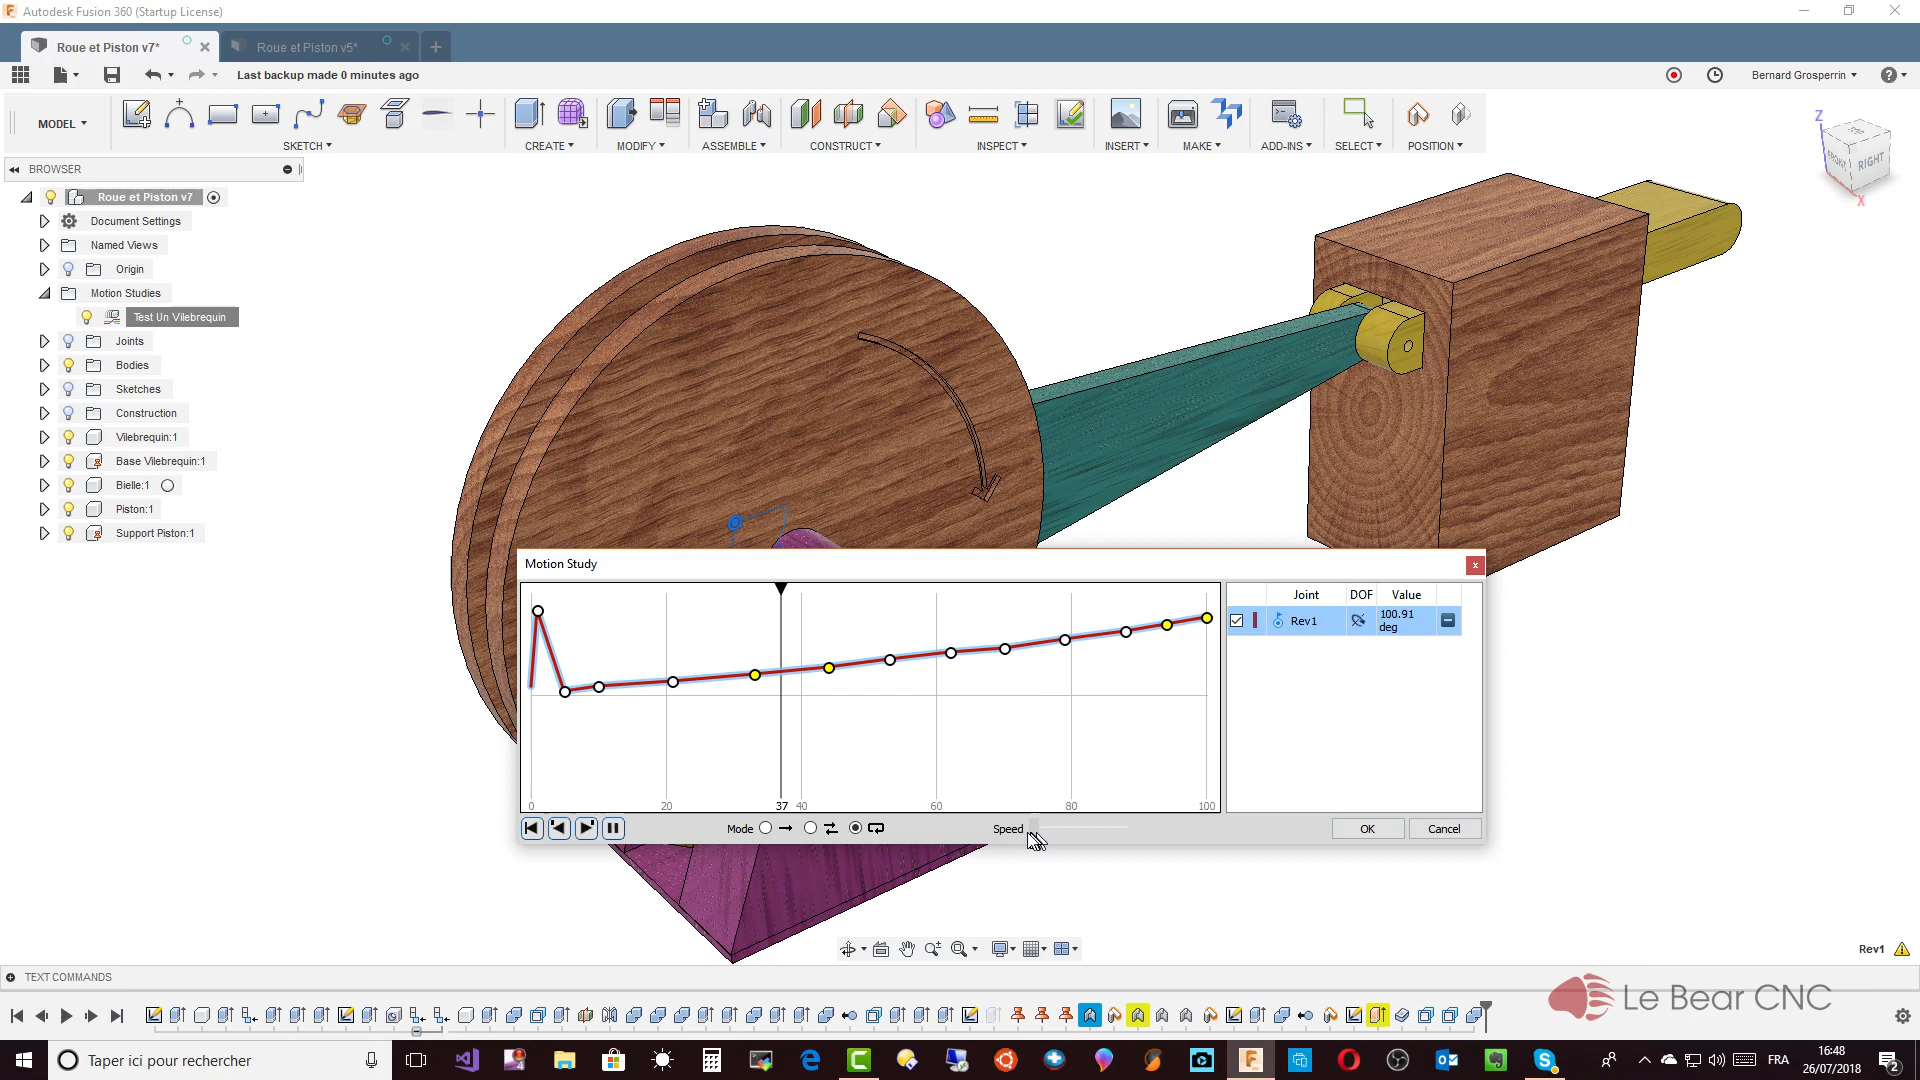 Autodesk Fusion 360 (Startup License)
Roue et Piston v7*
Roue et Piston v5*
Last backup made 0 minutes ago
Bernard Grosperrin
MODEL
SKETCH
CREATE
MODIFY
ASSEMBLE
CONSTRUCT
INSPECT
INSERT
MAKE
ADD-INS
SELECT
POSITION
BROWSER
Z
TOP
FRONT
RIGHT
X
Roue et Piston v7
Document Settings
Named Views
Origin
Motion Studies
Test Un Vilebrequin
Joints
Bodies
Sketches
Construction
Vilebrequin:1
Base Vilebrequin:1
Bielle:1
Piston:1
Support Piston:1
Motion Study
Joint DOF Value
Rev1 100.91 deg
0 20 37 40 60 80 100
Mode
Speed
OK
Cancel
Rev1
TEXT COMMANDS
Le Bear CNC
Taper ici pour rechercher
FRA
16:48
26/07/2018
2